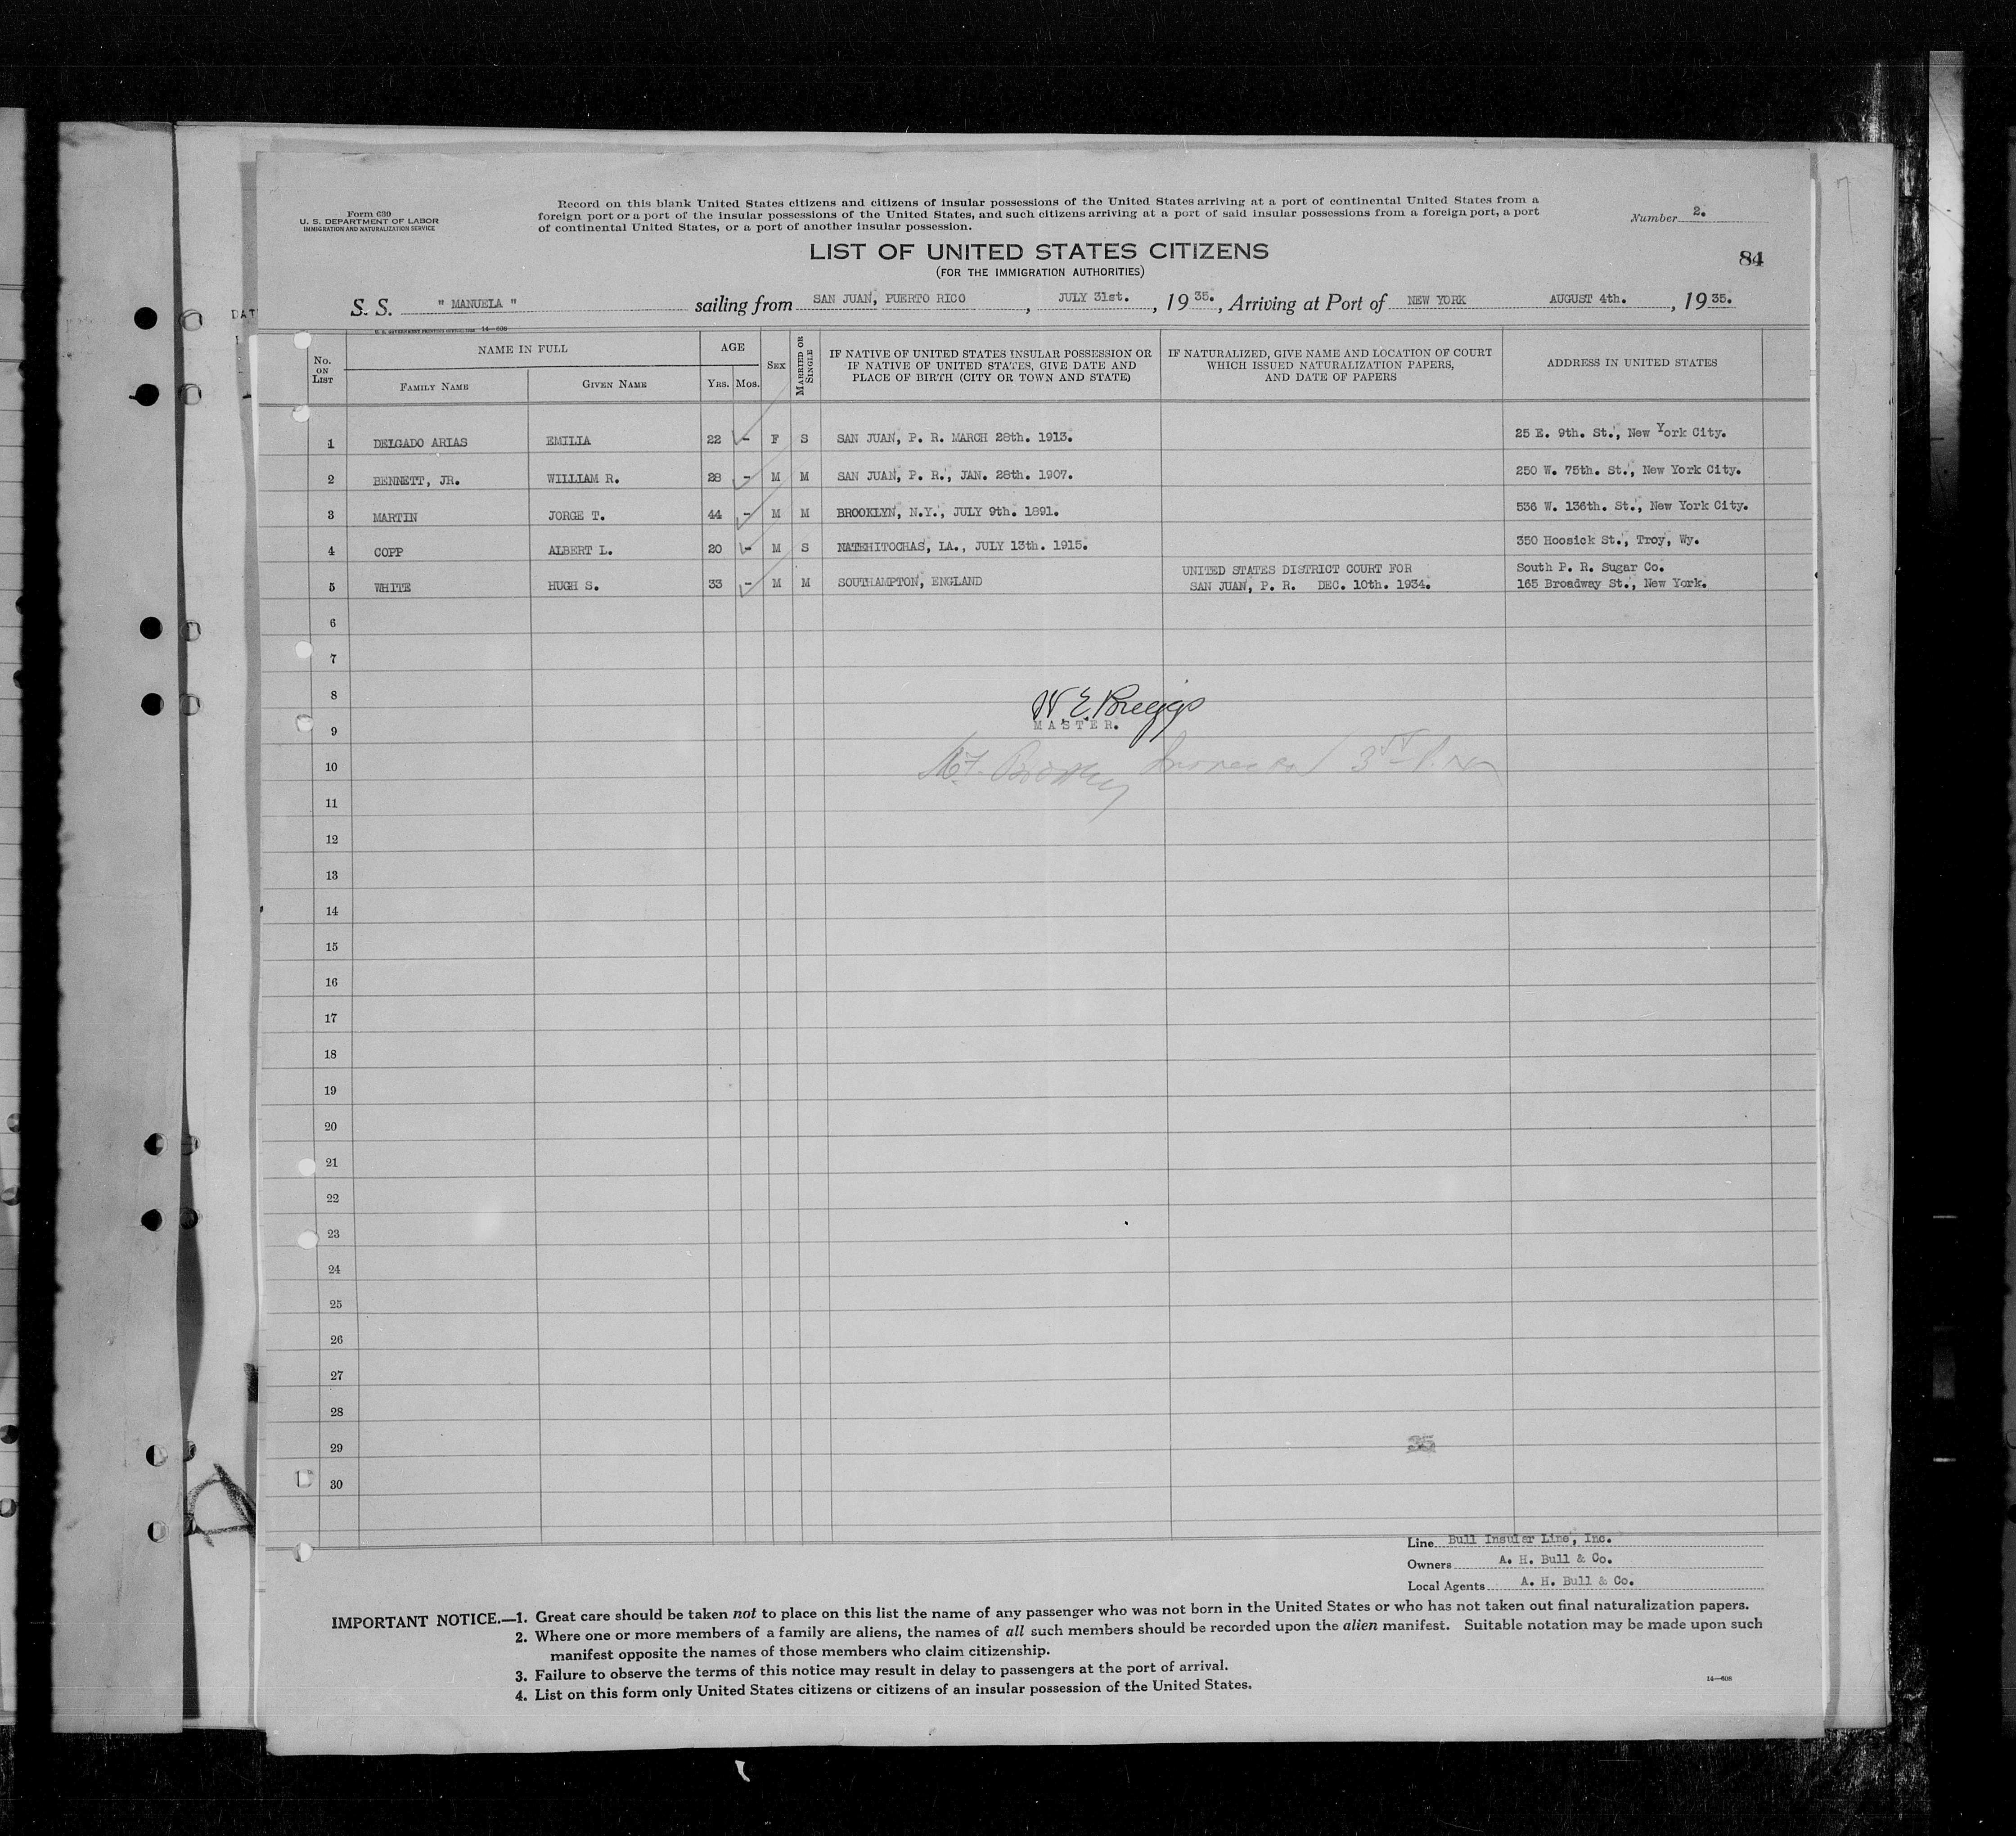 Form 630
U. S. DEPARTMENT OF LABOR
IMMIGRATION AND NATURALIZATION SERVICE
Record on this blank United States citizens and citizens of insular possessions of the United States arriving at a port of continental United States from a
foreign port or a port of the insular possessions of the United States, and such citizens arriving at a port of said insular possessions from a foreign port, a port
of continental United States, or a port of another insular possession.
Number 2.
LIST OF UNITED STATES CITIZENS
(FOR THE IMMIGRATION AUTHORITIES)
84
S. S. " MANUELA " sailing from SAN JUAN, PUERTO RICO, JULY 31st., 1935., Arriving at Port of NEW YORK AUGUST 4th., 1935.
14—608
No. ON LIST
NAME IN FULL
FAMILY NAME
GIVEN NAME
AGE
YRS. MOS.
SEX
MARRIED OR SINGLE
IF NATIVE OF UNITED STATES INSULAR POSSESSION OR
IF NATIVE OF UNITED STATES, GIVE DATE AND
PLACE OF BIRTH (CITY OR TOWN AND STATE)
IF NATURALIZED, GIVE NAME AND LOCATION OF COURT
WHICH ISSUED NATURALIZATION PAPERS,
AND DATE OF PAPERS
ADDRESS IN UNITED STATES
1 DELGADO ARIAS EMILIA 22 - F S SAN JUAN, P. R. MARCH 28th. 1913. 25 E. 9th. St., New York City.
2 BENNETT, JR. WILLIAM R. 28 - M M SAN JUAN, P. R., JAN. 28th. 1907. 250 W. 75th. St., New York City.
3 MARTIN JORGE T. 44 - M M BROOKLYN, N.Y., JULY 9th. 1891. 536 W. 136th. St., New York City.
4 COPP ALBERT L. 20 - M S NATEHITOCHAS, LA., JULY 13th. 1915. 350 Hoosick St., Troy, Wy.
5 WHITE HUGH S. 33 - M M SOUTHAMPTON, ENGLAND UNITED STATES DISTRICT COURT FOR South P. R. Sugar Co.
SAN JUAN, P. R. DEC. 10th. 1934. 165 Broadway St., New York.
6
7
8
W. E. Briggs
9
MASTER.
10
11
12
13
14
15
16
17
18
19
20
21
22
23
24
25
26
27
28
29
35
30
Line Bull Insular Line, Inc.
Owners A. H. Bull & Co.
Local Agents A. H. Bull & Co.
IMPORTANT NOTICE.—1. Great care should be taken not to place on this list the name of any passenger who was not born in the United States or who has not taken out final naturalization papers.
2. Where one or more members of a family are aliens, the names of all such members should be recorded upon the alien manifest. Suitable notation may be made upon such
manifest opposite the names of those members who claim citizenship.
3. Failure to observe the terms of this notice may result in delay to passengers at the port of arrival.
4. List on this form only United States citizens or citizens of an insular possession of the United States.
14—608